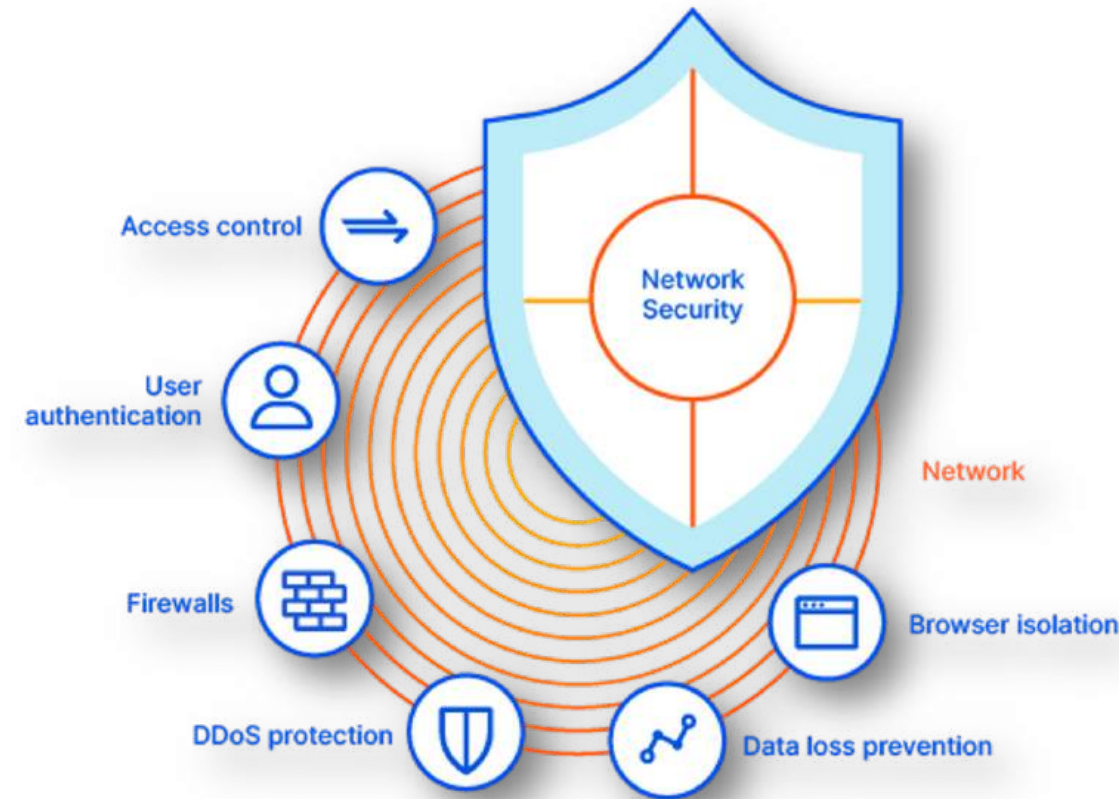 Network
Security
Access control
User
authentication
Network
Firewalls
Browser isolation
DDoS protection
Data loss prevention